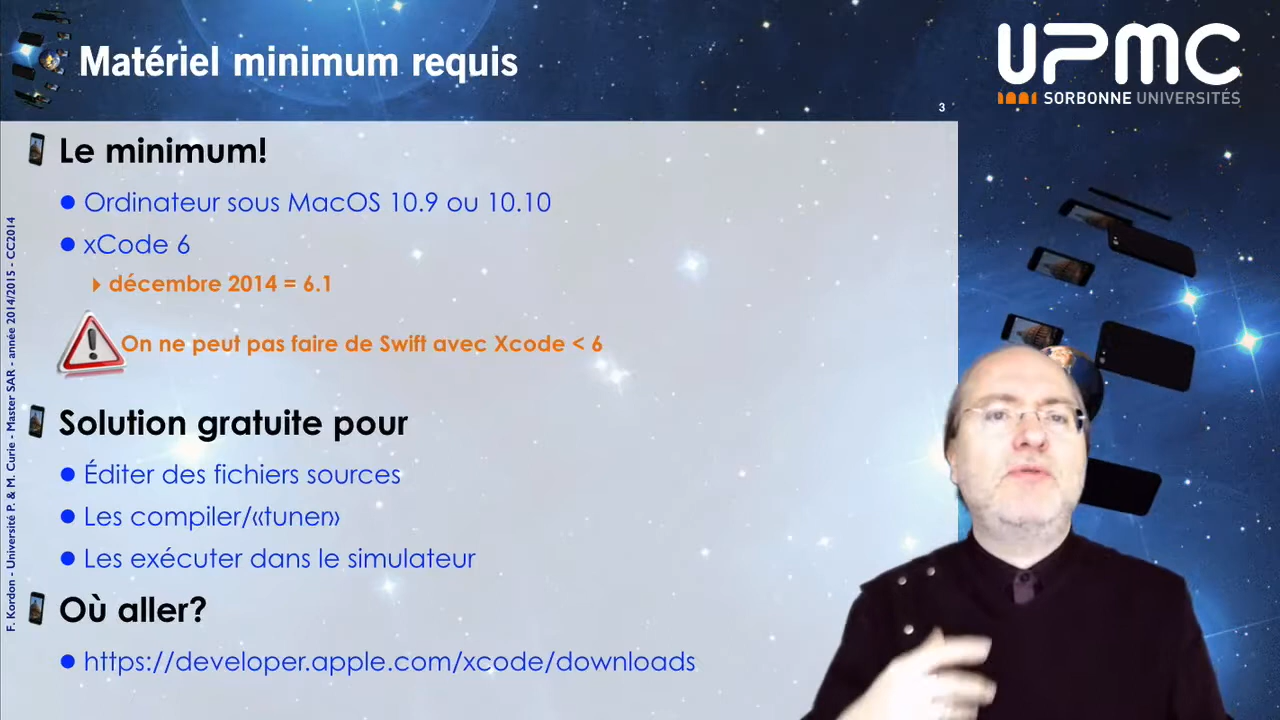 Matériel minimum requis
UPMC
SORBONNE UNIVERSITÉS
3
Le minimum!
Ordinateur sous MacOS 10.9 ou 10.10
xCode 6
décembre 2014 = 6.1
On ne peut pas faire de Swift avec Xcode < 6
Solution gratuite pour
Éditer des fichiers sources
Les compiler/«tuner»
Les exécuter dans le simulateur
Où aller?
https://developer.apple.com/xcode/downloads
F. Kordon - Université P. & M. Curie - Master SAR - année 2014/2015 - CC2014